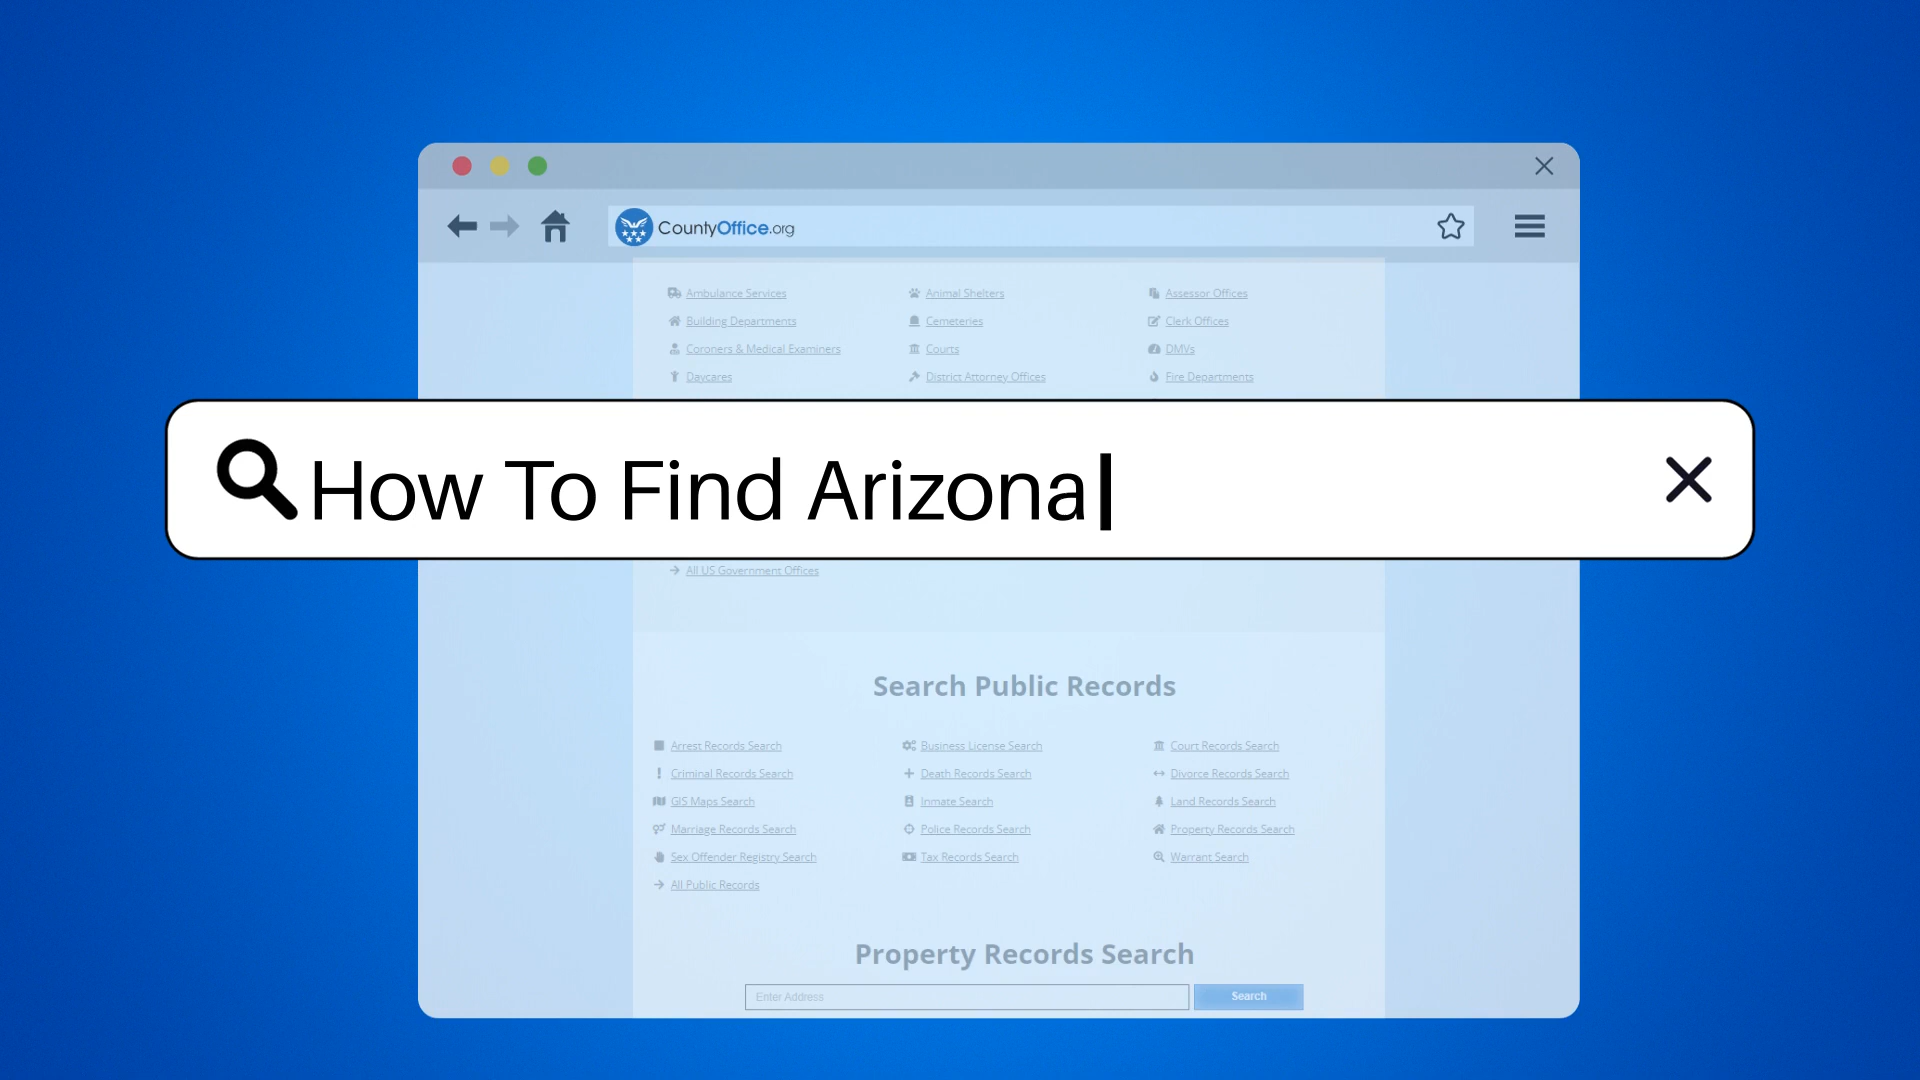 CountyOffice.org
Ambulance Services Animal Shelters Assessor Offices
Building Departments Cemeteries Clerk Offices
Coroners & Medical Examiners Courts DMVs
Daycares District Attorney Offices Fire Departments
How To Find Arizona
All US Government Offices
Search Public Records
Arrest Records Search Business License Search Court Records Search
Criminal Records Search Death Records Search Divorce Records Search
GIS Maps Search Inmate Search Land Records Search
Marriage Records Search Police Records Search Property Records Search
Sex Offender Registry Search Tax Records Search Warrant Search
All Public Records
Property Records Search
Enter Address Search